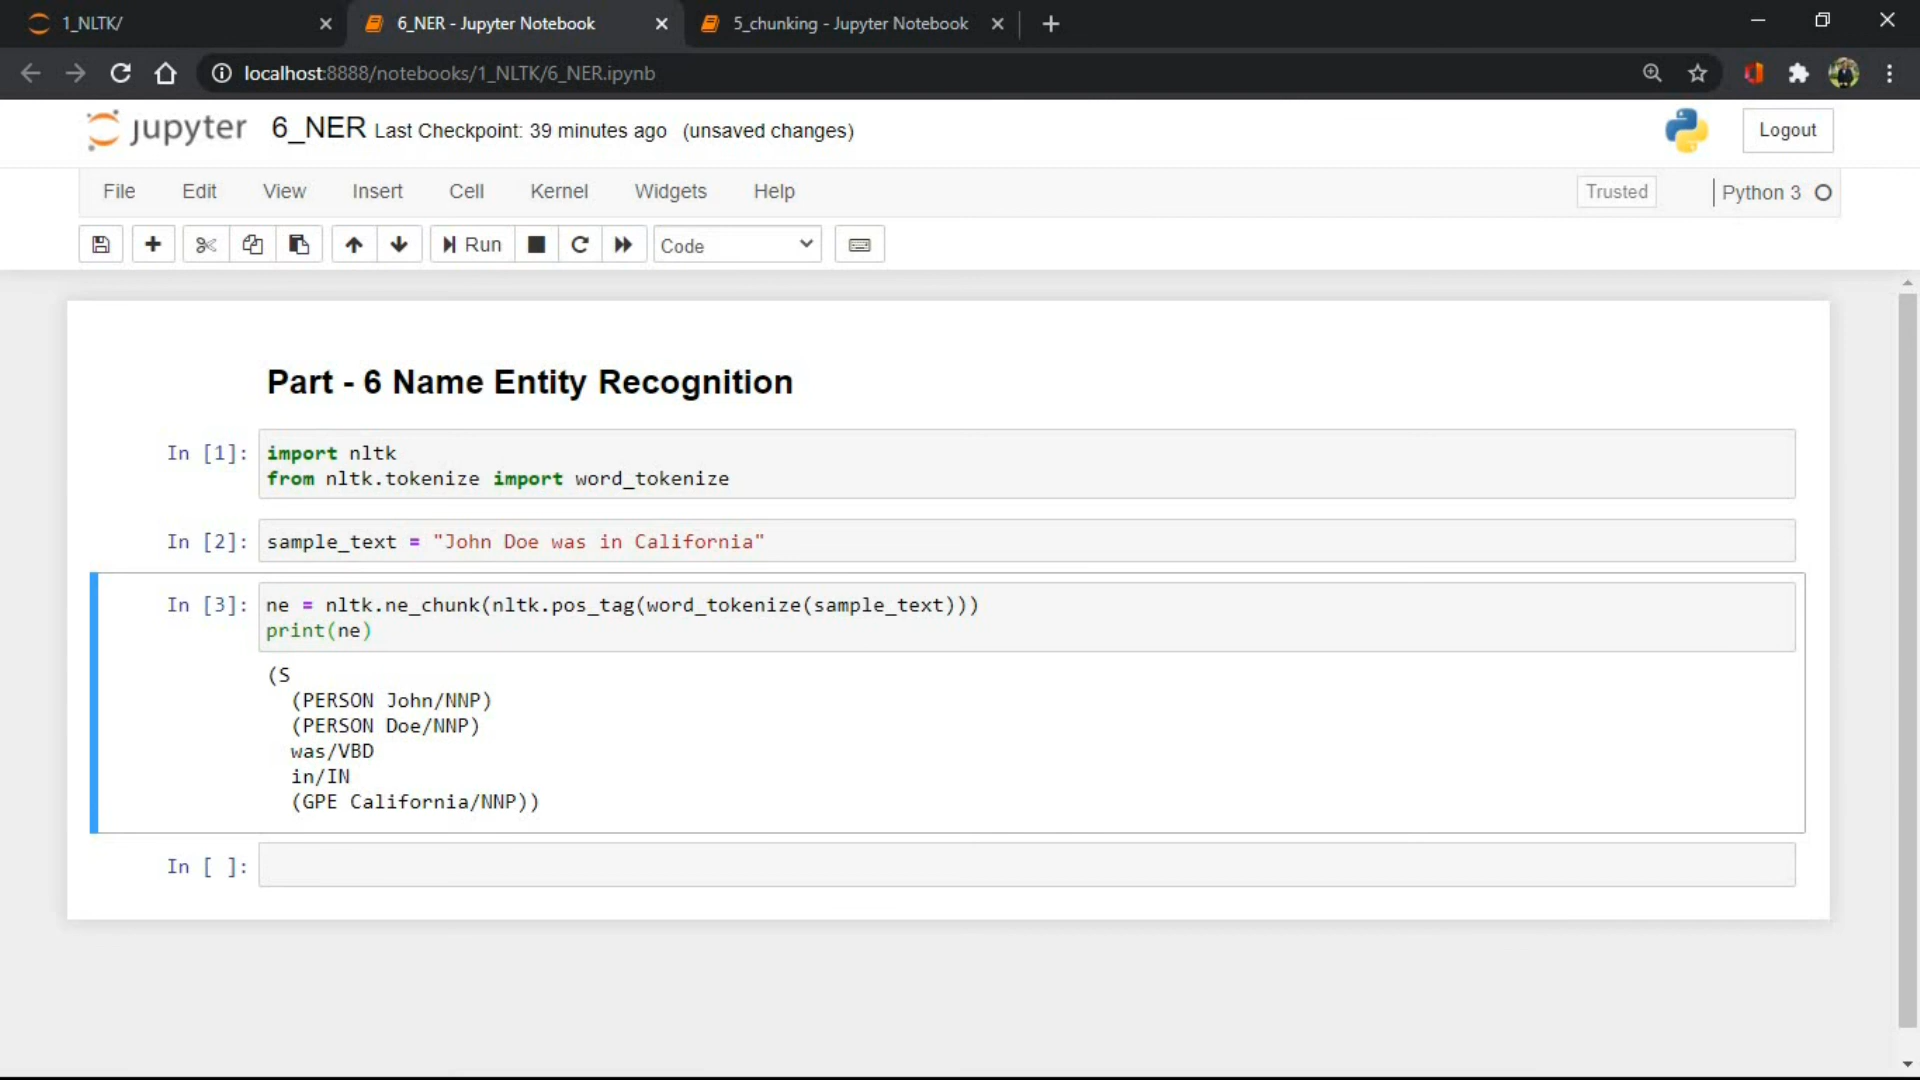 1_NLTK/
6_NER - Jupyter Notebook
5_chunking - Jupyter Notebook
localhost:8888/notebooks/1_NLTK/6_NER.ipynb
jupyter 6_NER Last Checkpoint: 39 minutes ago (unsaved changes)
Logout
File Edit View Insert Cell Kernel Widgets Help
Trusted
Python 3
Run
Code
Part - 6 Name Entity Recognition
In [1]: import nltk
from nltk.tokenize import word_tokenize
In [2]: sample_text = "John Doe was in California"
In [3]: ne = nltk.ne_chunk(nltk.pos_tag(word_tokenize(sample_text)))
print(ne)
(S
(PERSON John/NNP)
(PERSON Doe/NNP)
was/VBD
in/IN
(GPE California/NNP))
In [ ]: